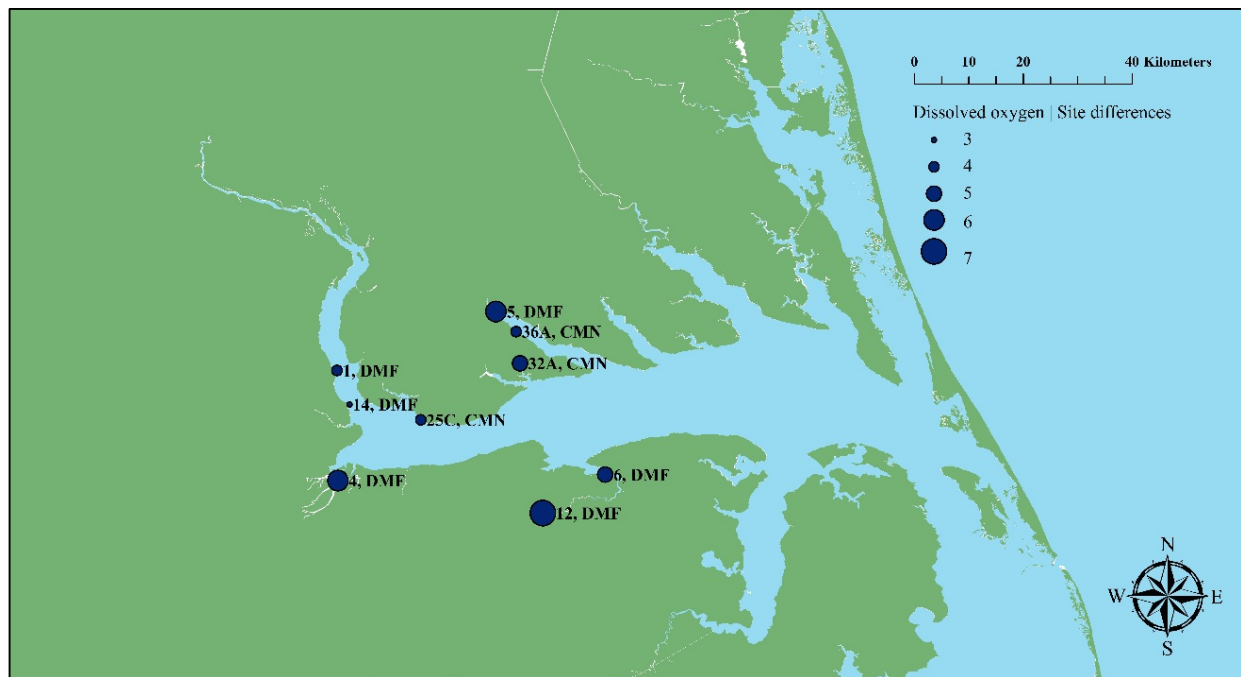 0 10 20 40 Kilometers
Dissolved oxygen | Site differences
3
4
5
6
7
5, DMF
36A, CMN
32A, CMN
1, DMF
14, DMF
25C, CMN
6, DMF
4, DMF
12, DMF
N
W E
S